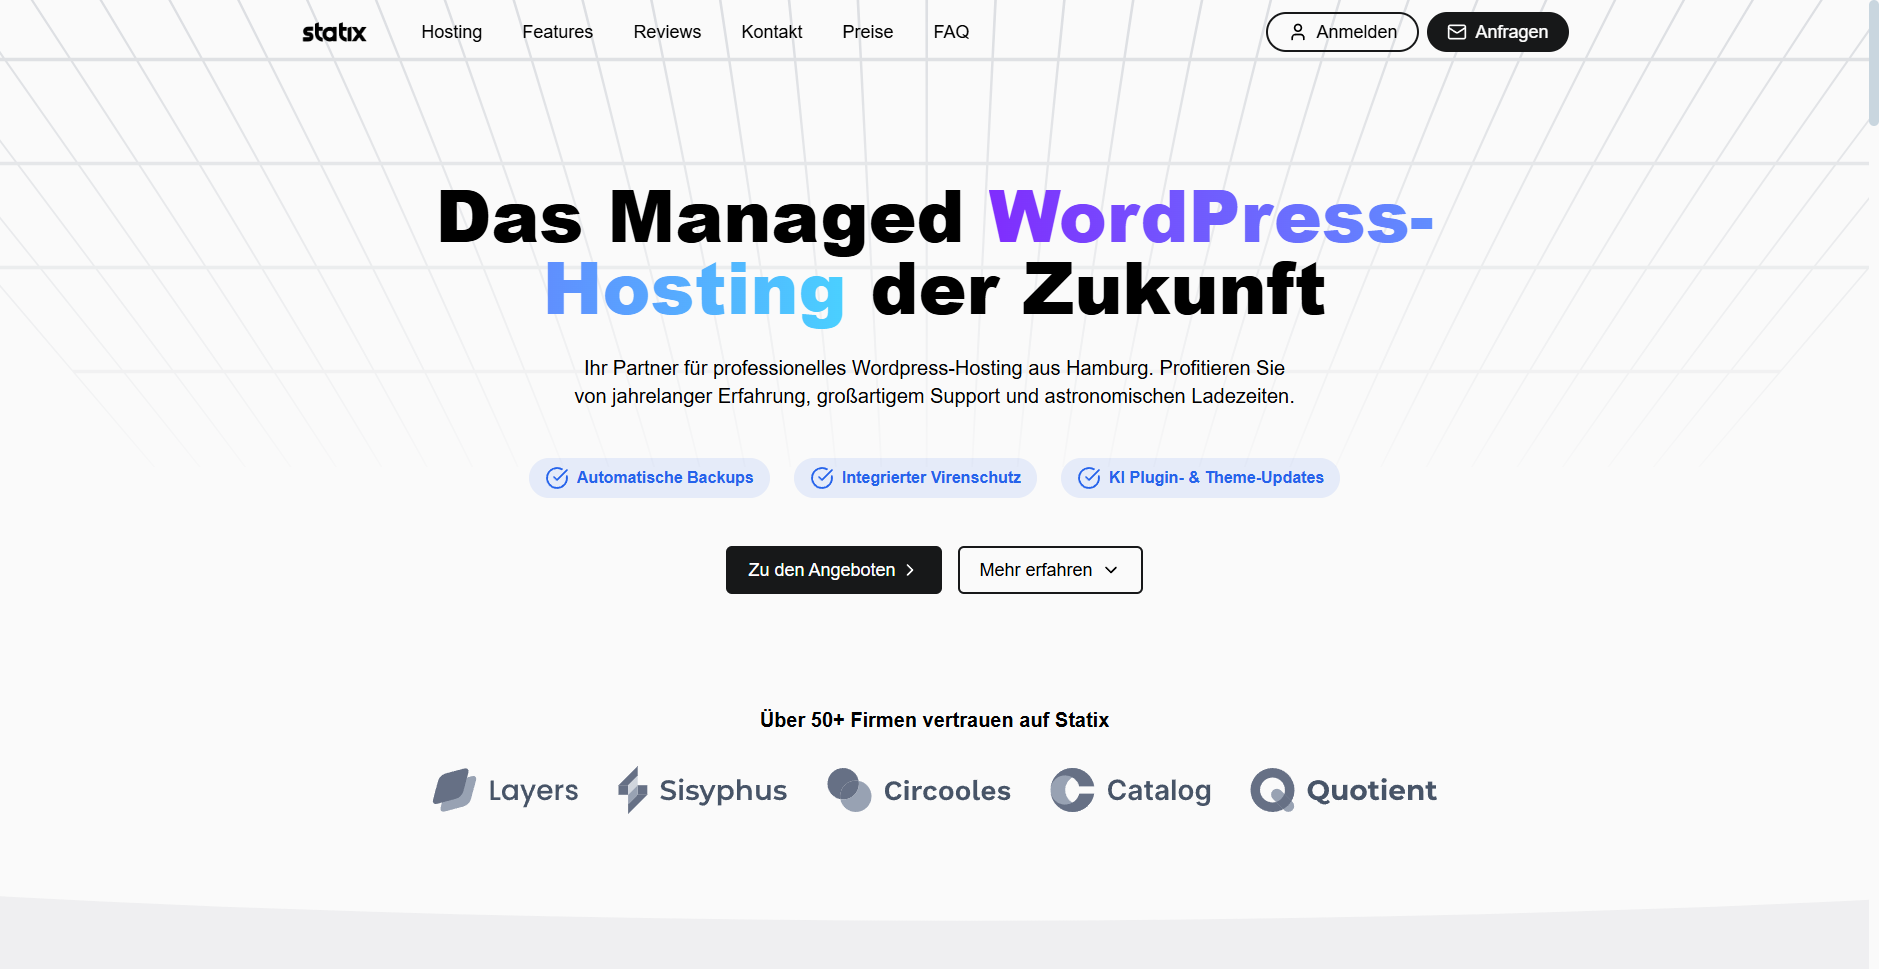 statix Hosting Features Reviews Kontakt Preise FAQ Anmelden Anfragen
Das Managed WordPress-
Hosting der Zukunft
Ihr Partner für professionelles Wordpress-Hosting aus Hamburg. Profitieren Sie
von jahrelanger Erfahrung, großartigem Support und astronomischen Ladezeiten.
Automatische Backups Integrierter Virenschutz KI Plugin- & Theme-Updates
Zu den Angeboten Mehr erfahren
Über 50+ Firmen vertrauen auf Statix
Layers Sisyphus Circooles Catalog Quotient